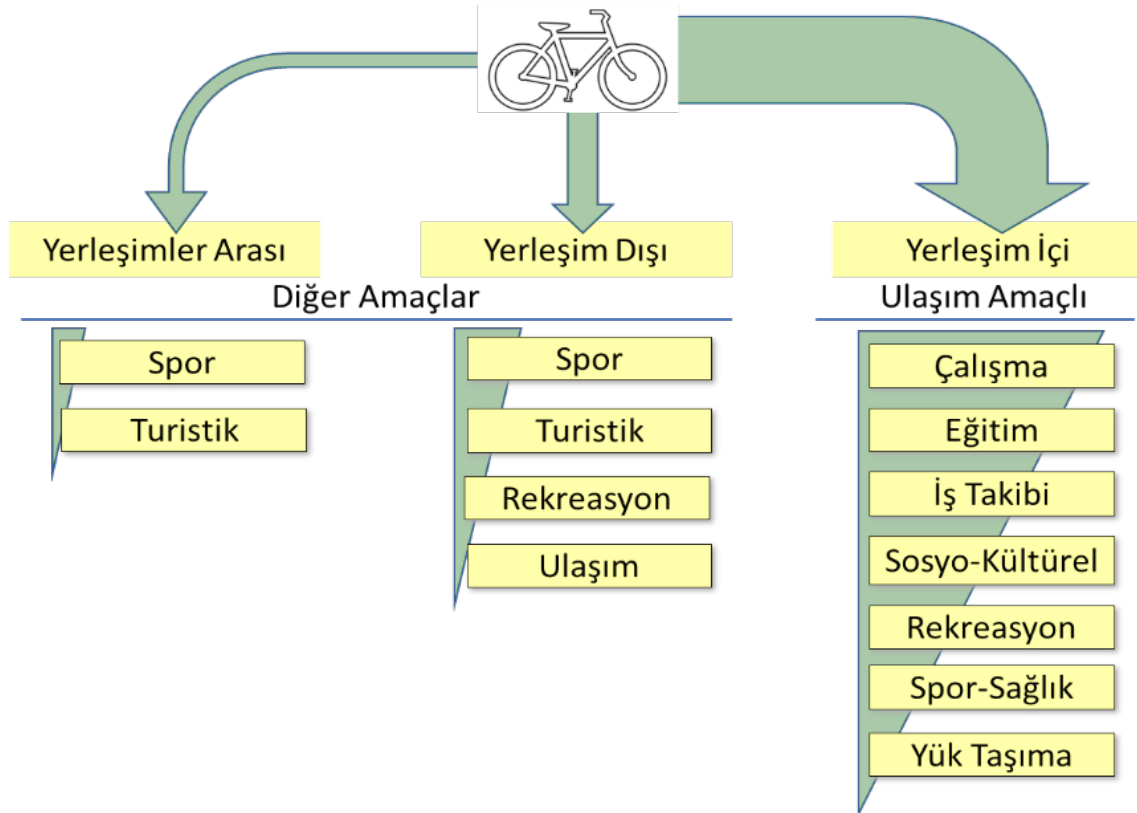 Yerleşimler Arası
Yerleşim Dışı
Yerleşim İçi
Diğer Amaçlar
Ulaşım Amaçlı
Spor
Turistik
Spor
Turistik
Rekreasyon
Ulaşım
Çalışma
Eğitim
İş Takibi
Sosyo-Kültürel
Rekreasyon
Spor-Sağlık
Yük Taşıma